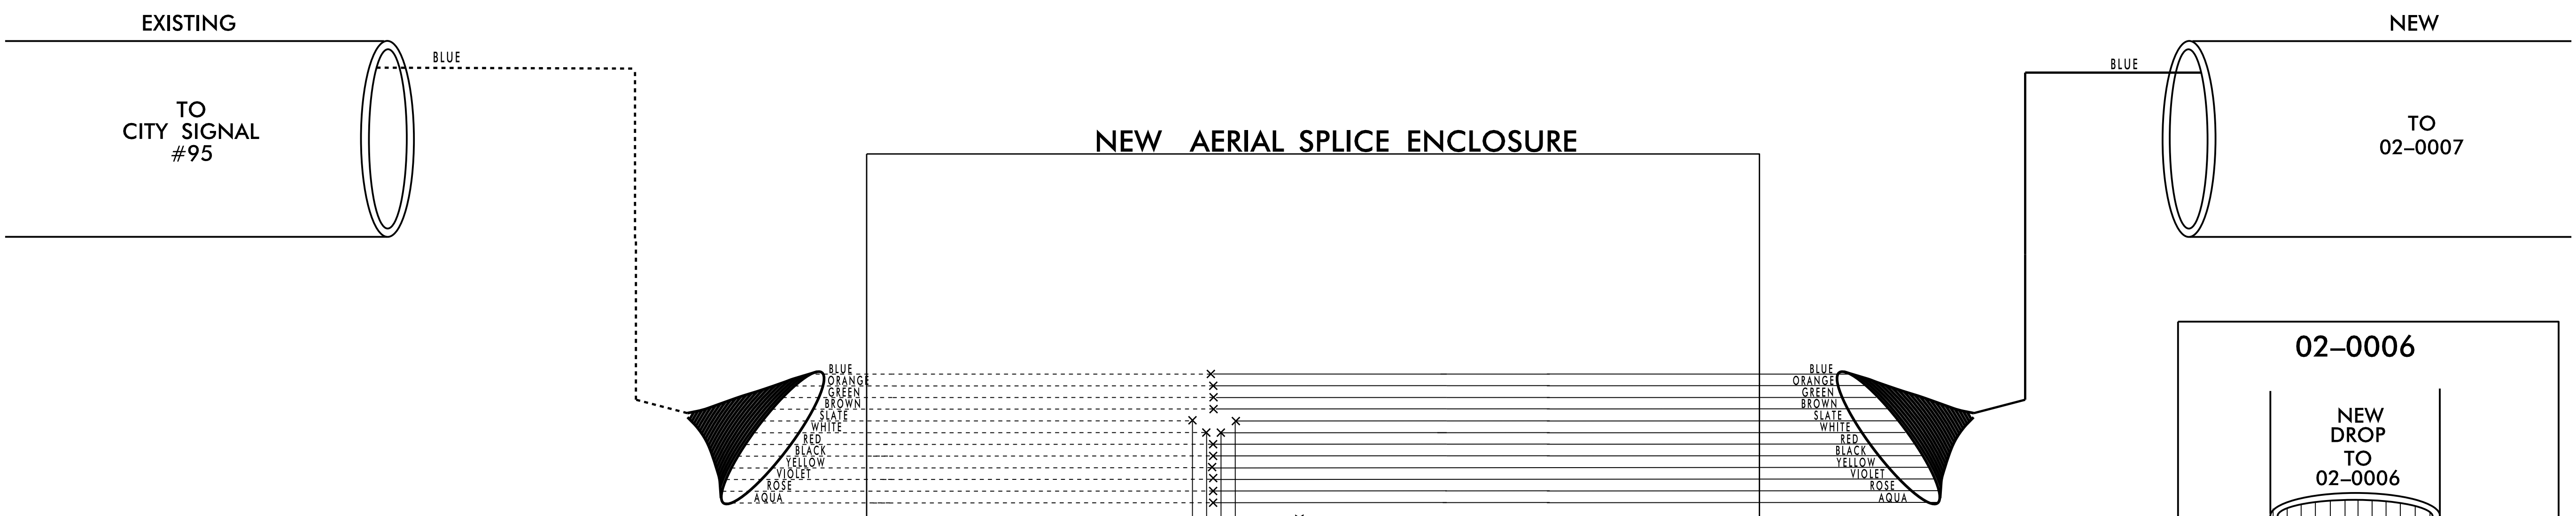 EXISTING
BLUE
TO
CITY SIGNAL
#95
NEW AERIAL SPLICE ENCLOSURE
NEW
BLUE
TO
02–0007
BLUE
ORANGE
GREEN
BROWN
SLATE
WHITE
RED
BLACK
YELLOW
VIOLET
ROSE
AQUA
BLUE
ORANGE
GREEN
BROWN
SLATE
WHITE
RED
BLACK
YELLOW
VIOLET
ROSE
AQUA
02–0006
NEW
DROP
TO
02–0006